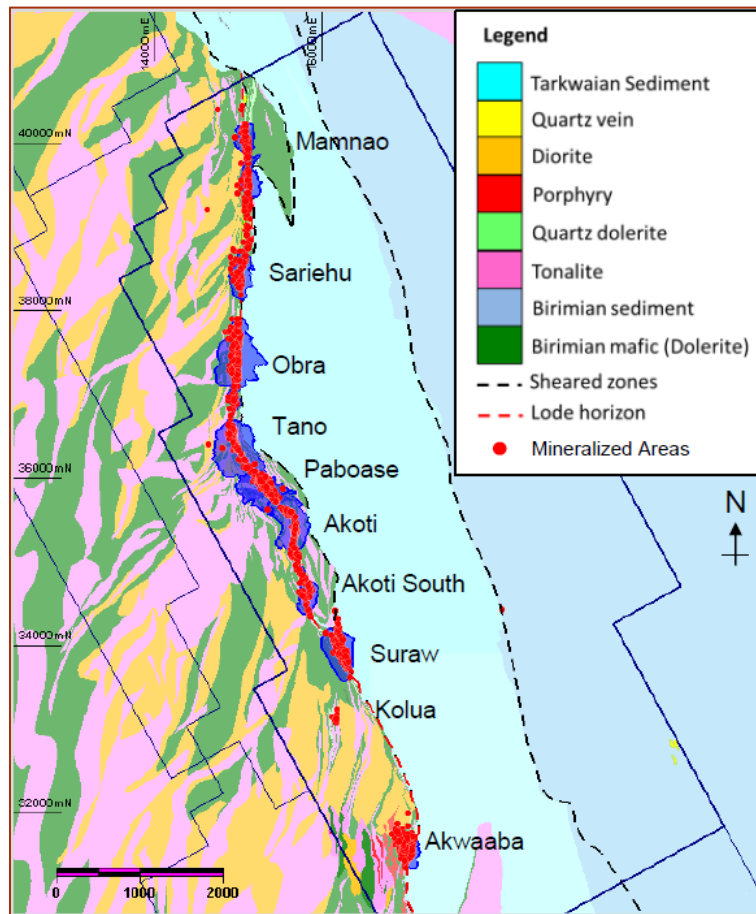 14000mE
16000mE
Legend
Tarkwaian Sediment
Quartz vein
Diorite
Porphyry
Quartz dolerite
Tonalite
Birimian sediment
Birimian mafic (Dolerite)
Sheared zones
Lode horizon
Mineralized Areas
40000mN
Mamnao
Sariehu
38000mN
Obra
Tano
Paboase
36000mN
Akoti
N
Akoti South
34000mN
Suraw
Kolua
32000mN
Akwaaba
0 1000 2000